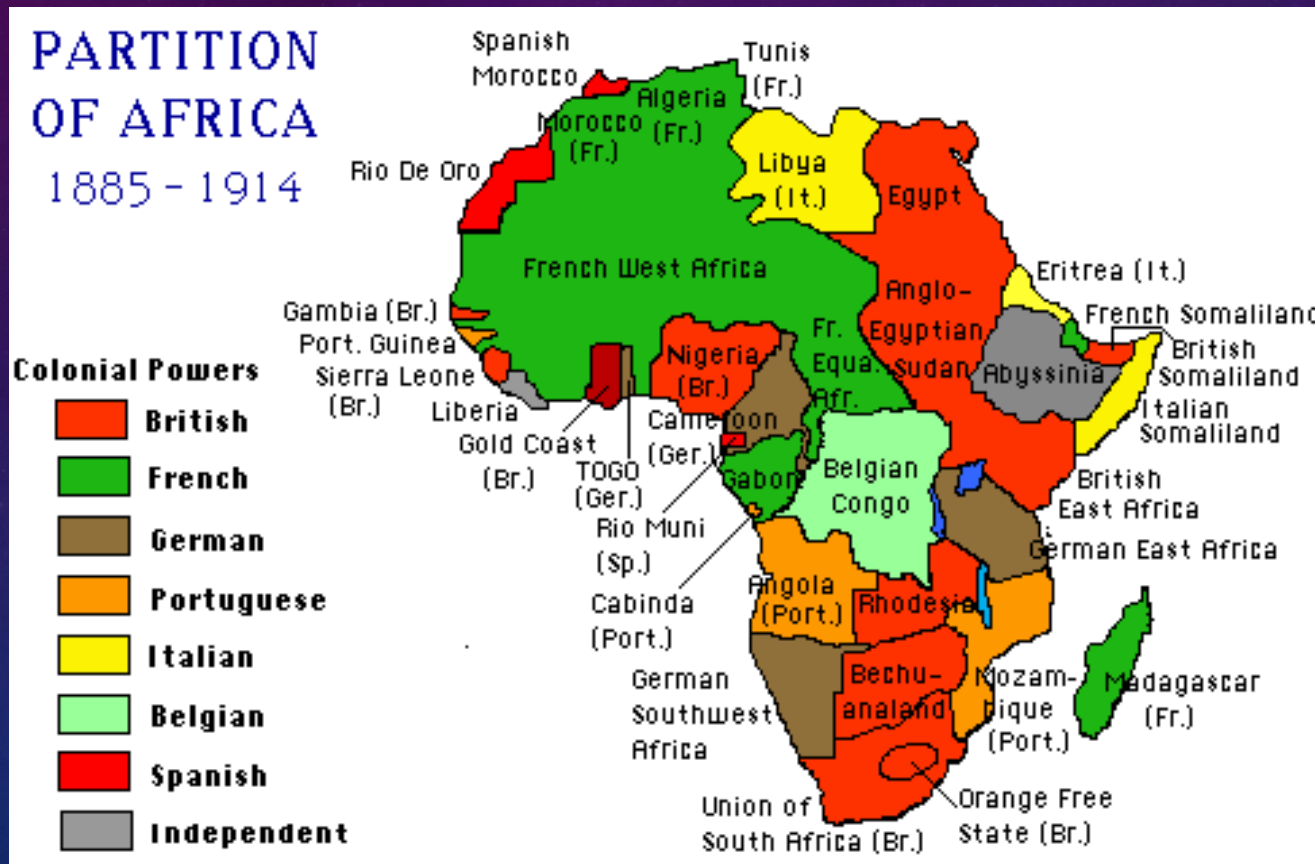 PARTITION
OF AFRICA
1885 - 1914
Spanish
Morocco
Tunis
(Fr.)
Algeria
(Fr.)
Morocco
(Fr.)
Rio De Oro
Libya
(It.)
Egypt
French West Africa
Eritrea (It.)
Anglo-
Egyptian
Sudan
French Somaliland
British
Somaliland
Italian
Somaliland
Abyssinia
Gambia (Br.)
Port. Guinea
Sierra Leone
(Br.)
Liberia
Gold Coast
(Br.)
TOGO
(Ger.)
Nigeria
(Br.)
Fr.
Equa.
Afr.
Cameroon
(Ger.)
Gabon
Rio Muni
(Sp.)
Cabinda
(Port.)
Belgian
Congo
British
East Africa
German East Africa
Angola
(Port.)
Rhodesia
German
Southwest
Africa
Bechu-
analand
Mozam-
bique
(Port.)
Madagascar
(Fr.)
Union of
South Africa (Br.)
Orange Free
State (Br.)
Colonial Powers
British
French
German
Portuguese
Italian
Belgian
Spanish
Independent